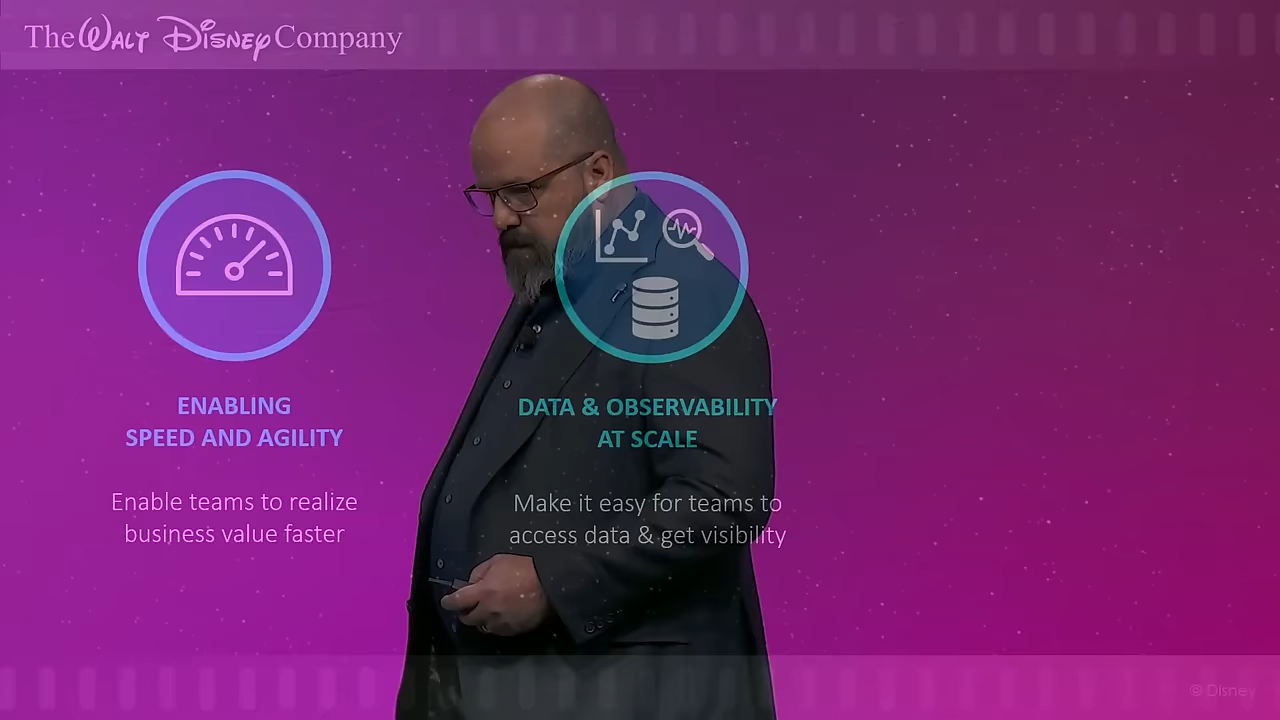 The Walt Disney Company
ENABLING
SPEED AND AGILITY
Enable teams to realize
business value faster
DATA & OBSERVABILITY
AT SCALE
Make it easy for teams to
access data & get visibility
© Disney